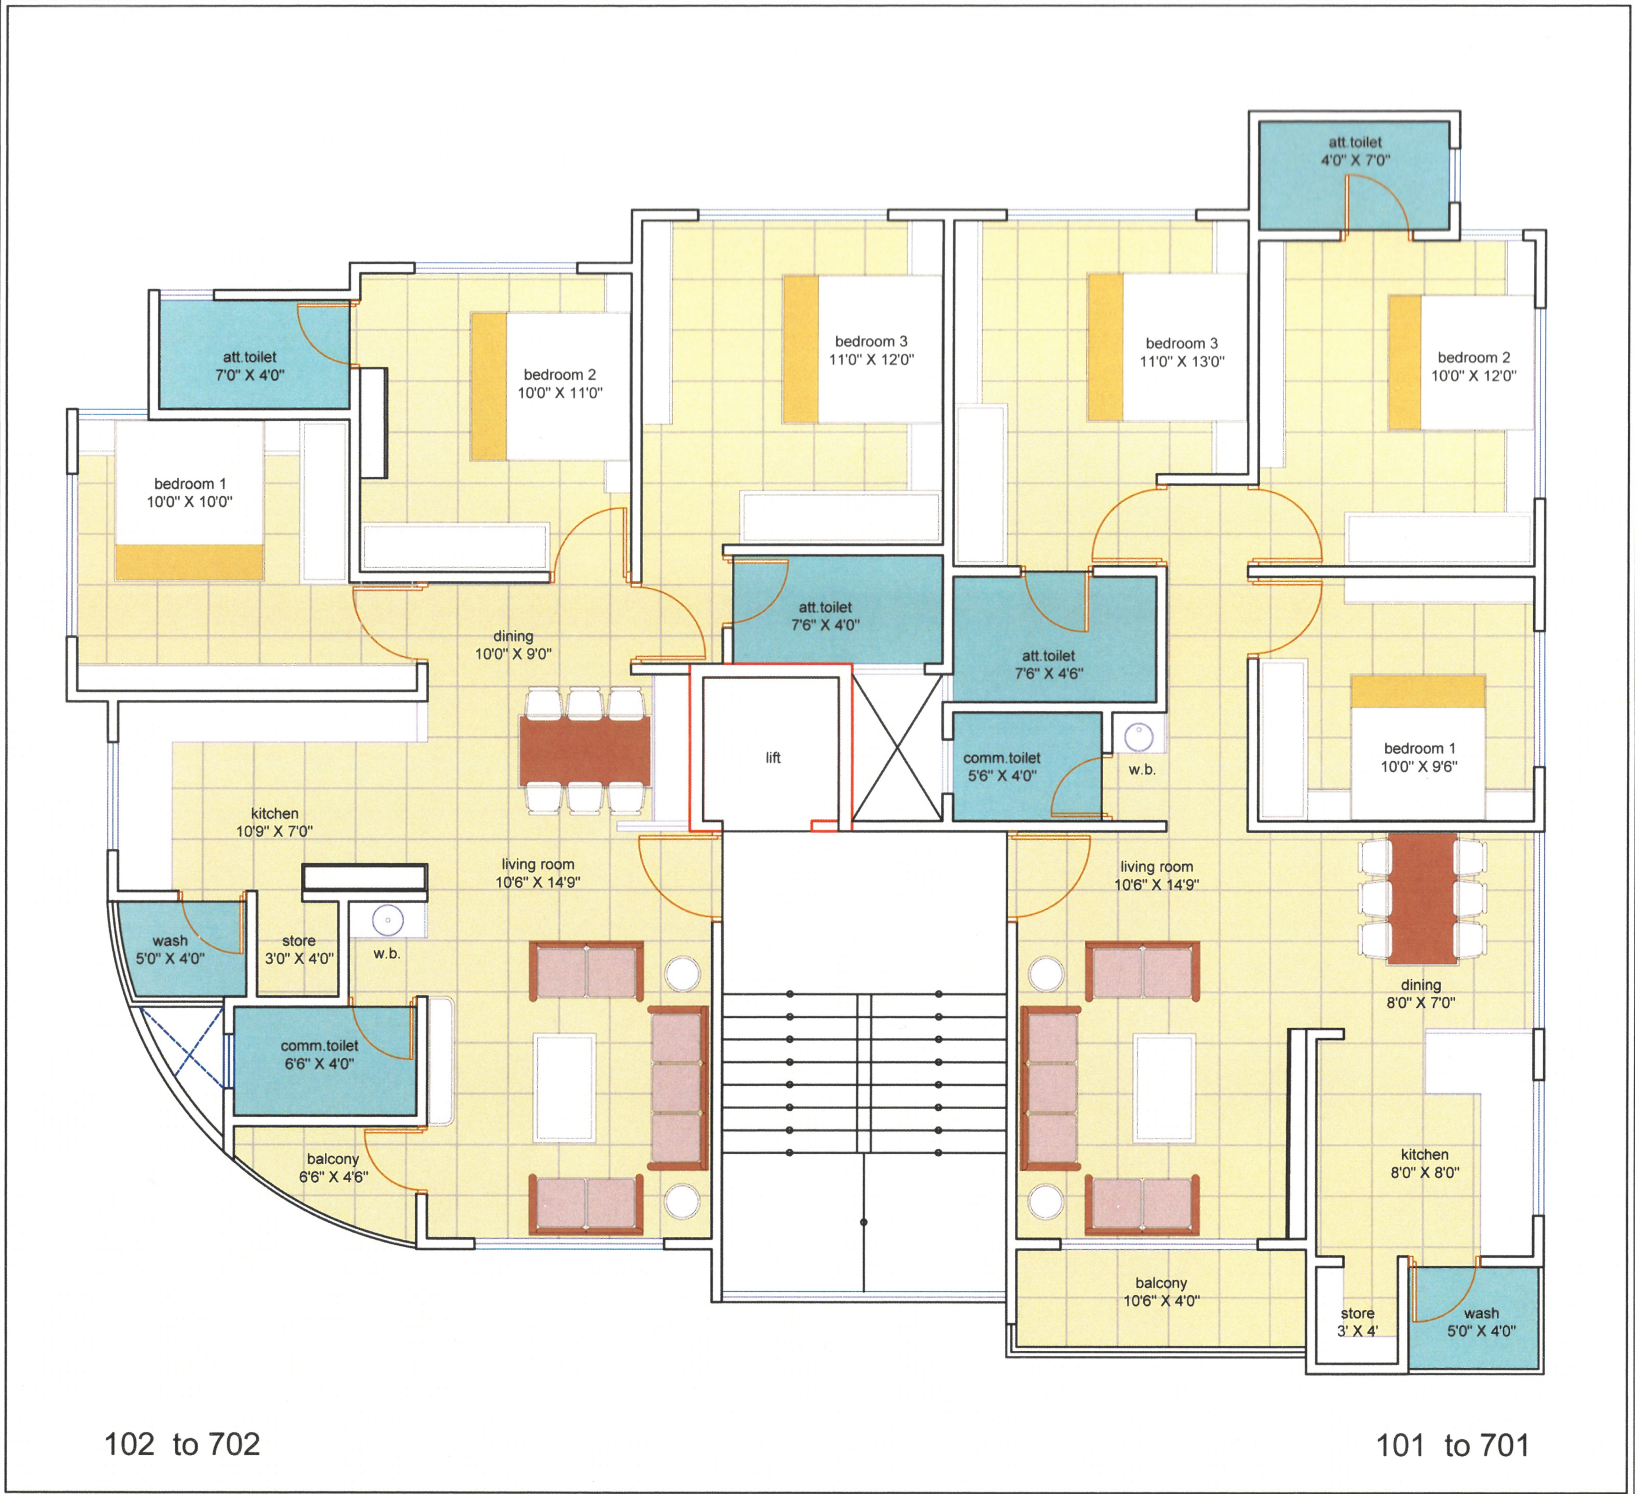 att.toilet
4'0" X 7'0"
att.toilet
7'0" X 4'0"
bedroom 2
10'0" X 11'0"
bedroom 3
11'0" X 12'0"
bedroom 3
11'0" X 13'0"
bedroom 2
10'0" X 12'0"
bedroom 1
10'0" X 10'0"
dining
10'0" X 9'0"
att.toilet
7'6" X 4'0"
att.toilet
7'6" X 4'6"
lift
comm.toilet
5'6" X 4'0"
w.b.
bedroom 1
10'0" X 9'6"
kitchen
10'9" X 7'0"
living room
10'6" X 14'9"
living room
10'6" X 14'9"
wash
5'0" X 4'0"
store
3'0" X 4'0"
w.b.
dining
8'0" X 7'0"
comm.toilet
6'6" X 4'0"
balcony
6'6" X 4'6"
kitchen
8'0" X 8'0"
balcony
10'6" X 4'0"
store
3' X 4'
wash
5'0" X 4'0"
102 to 702
101 to 701